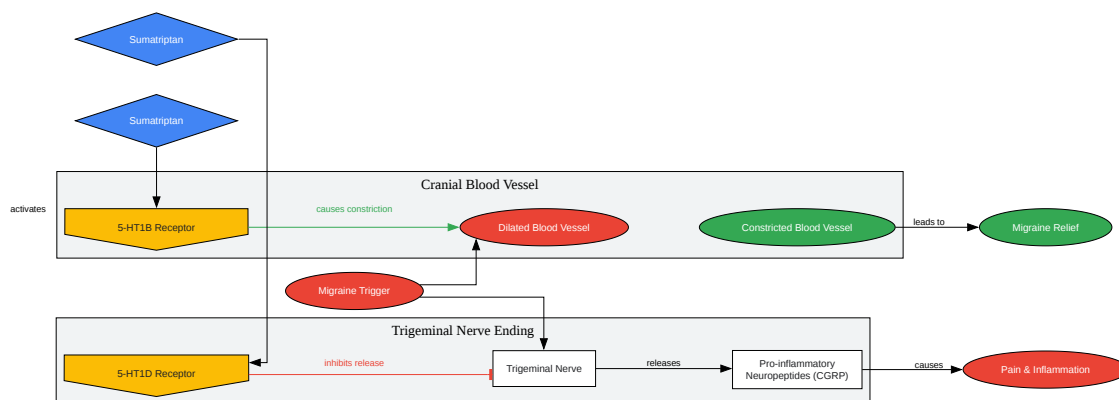 Sumatriptan
Sumatriptan
Cranial Blood Vessel
activates
5-HT1B Receptor
causes constriction
Dilated Blood Vessel
Constricted Blood Vessel
leads to
Migraine Relief
Migraine Trigger
Trigeminal Nerve Ending
5-HT1D Receptor
inhibits release
Trigeminal Nerve
releases
Pro-inflammatory
Neuropeptides (CGRP)
causes
Pain & Inflammation